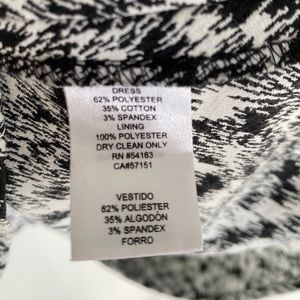 DRESS
62% POLYESTER
35% COTTON
3% SPANDEX
LINING
100% POLYESTER
DRY CLEAN ONLY
RN #54163
CA#57151
VESTIDO
62% POLIESTER
35% ALGODÓN
3% SPANDEX
FORRO